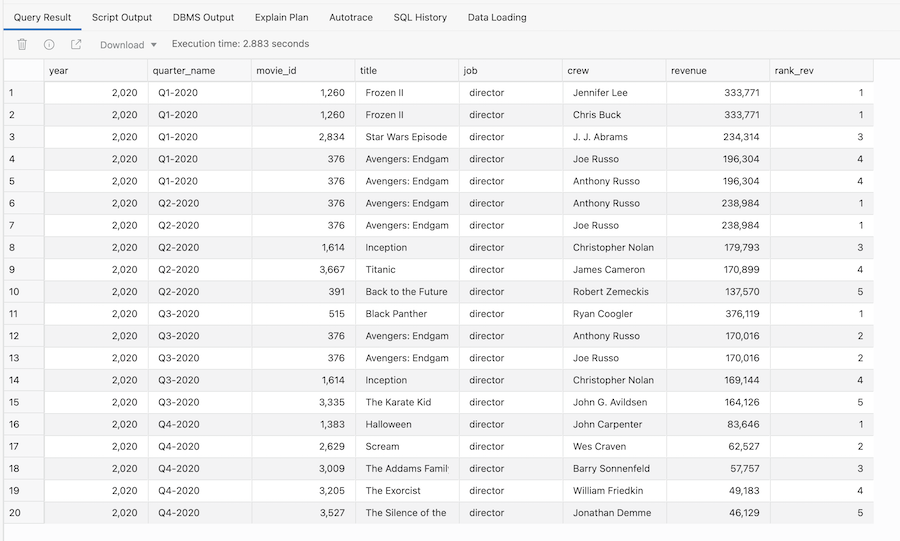 Query Result Script Output DBMS Output Explain Plan Autotrace SQL History Data Loading
Download Execution time: 2.883 seconds
year quarter_name movie_id title job crew revenue rank_rev
1 2,020 Q1-2020 1,260 Frozen II director Jennifer Lee 333,771 1
2 2,020 Q1-2020 1,260 Frozen II director Chris Buck 333,771 1
3 2,020 Q1-2020 2,834 Star Wars Episode director J. J. Abrams 234,314 3
4 2,020 Q1-2020 376 Avengers: Endgam director Joe Russo 196,304 4
5 2,020 Q1-2020 376 Avengers: Endgam director Anthony Russo 196,304 4
6 2,020 Q2-2020 376 Avengers: Endgam director Anthony Russo 238,984 1
7 2,020 Q2-2020 376 Avengers: Endgam director Joe Russo 238,984 1
8 2,020 Q2-2020 1,614 Inception director Christopher Nolan 179,793 3
9 2,020 Q2-2020 3,667 Titanic director James Cameron 170,899 4
10 2,020 Q2-2020 391 Back to the Future director Robert Zemeckis 137,570 5
11 2,020 Q3-2020 515 Black Panther director Ryan Coogler 376,119 1
12 2,020 Q3-2020 376 Avengers: Endgam director Anthony Russo 170,016 2
13 2,020 Q3-2020 376 Avengers: Endgam director Joe Russo 170,016 2
14 2,020 Q3-2020 1,614 Inception director Christopher Nolan 169,144 4
15 2,020 Q3-2020 3,335 The Karate Kid director John G. Avildsen 164,126 5
16 2,020 Q4-2020 1,383 Halloween director John Carpenter 83,646 1
17 2,020 Q4-2020 2,629 Scream director Wes Craven 62,527 2
18 2,020 Q4-2020 3,009 The Addams Famil director Barry Sonnenfeld 57,757 3
19 2,020 Q4-2020 3,205 The Exorcist director William Friedkin 49,183 4
20 2,020 Q4-2020 3,527 The Silence of the director Jonathan Demme 46,129 5